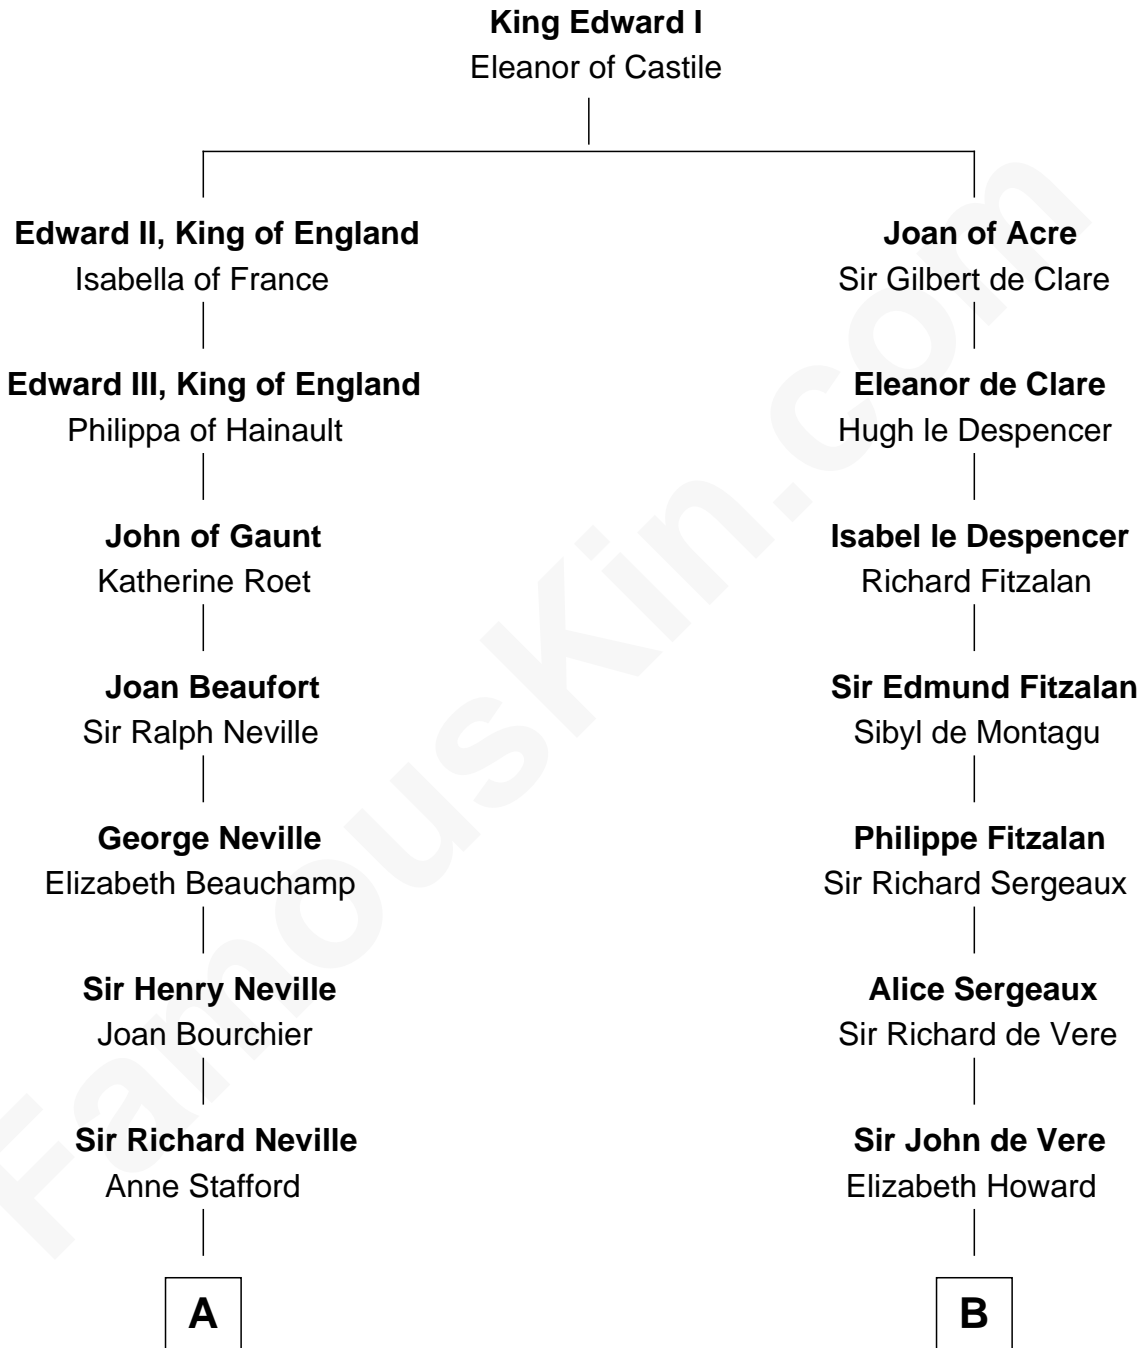 King Edward I
Eleanor of Castile
Edward II, King of England
Isabella of France
Joan of Acre
Sir Gilbert de Clare
Edward III, King of England
Philippa of Hainault
Eleanor de Clare
Hugh le Despencer
John of Gaunt
Katherine Roet
Isabel le Despencer
Richard Fitzalan
Joan Beaufort
Sir Ralph Neville
Sir Edmund Fitzalan
Sibyl de Montagu
George Neville
Elizabeth Beauchamp
Philippe Fitzalan
Sir Richard Sergeaux
Sir Henry Neville
Joan Bourchier
Alice Sergeaux
Sir Richard de Vere
Sir Richard Neville
Anne Stafford
Sir John de Vere
Elizabeth Howard
A
B
FamousKin.com